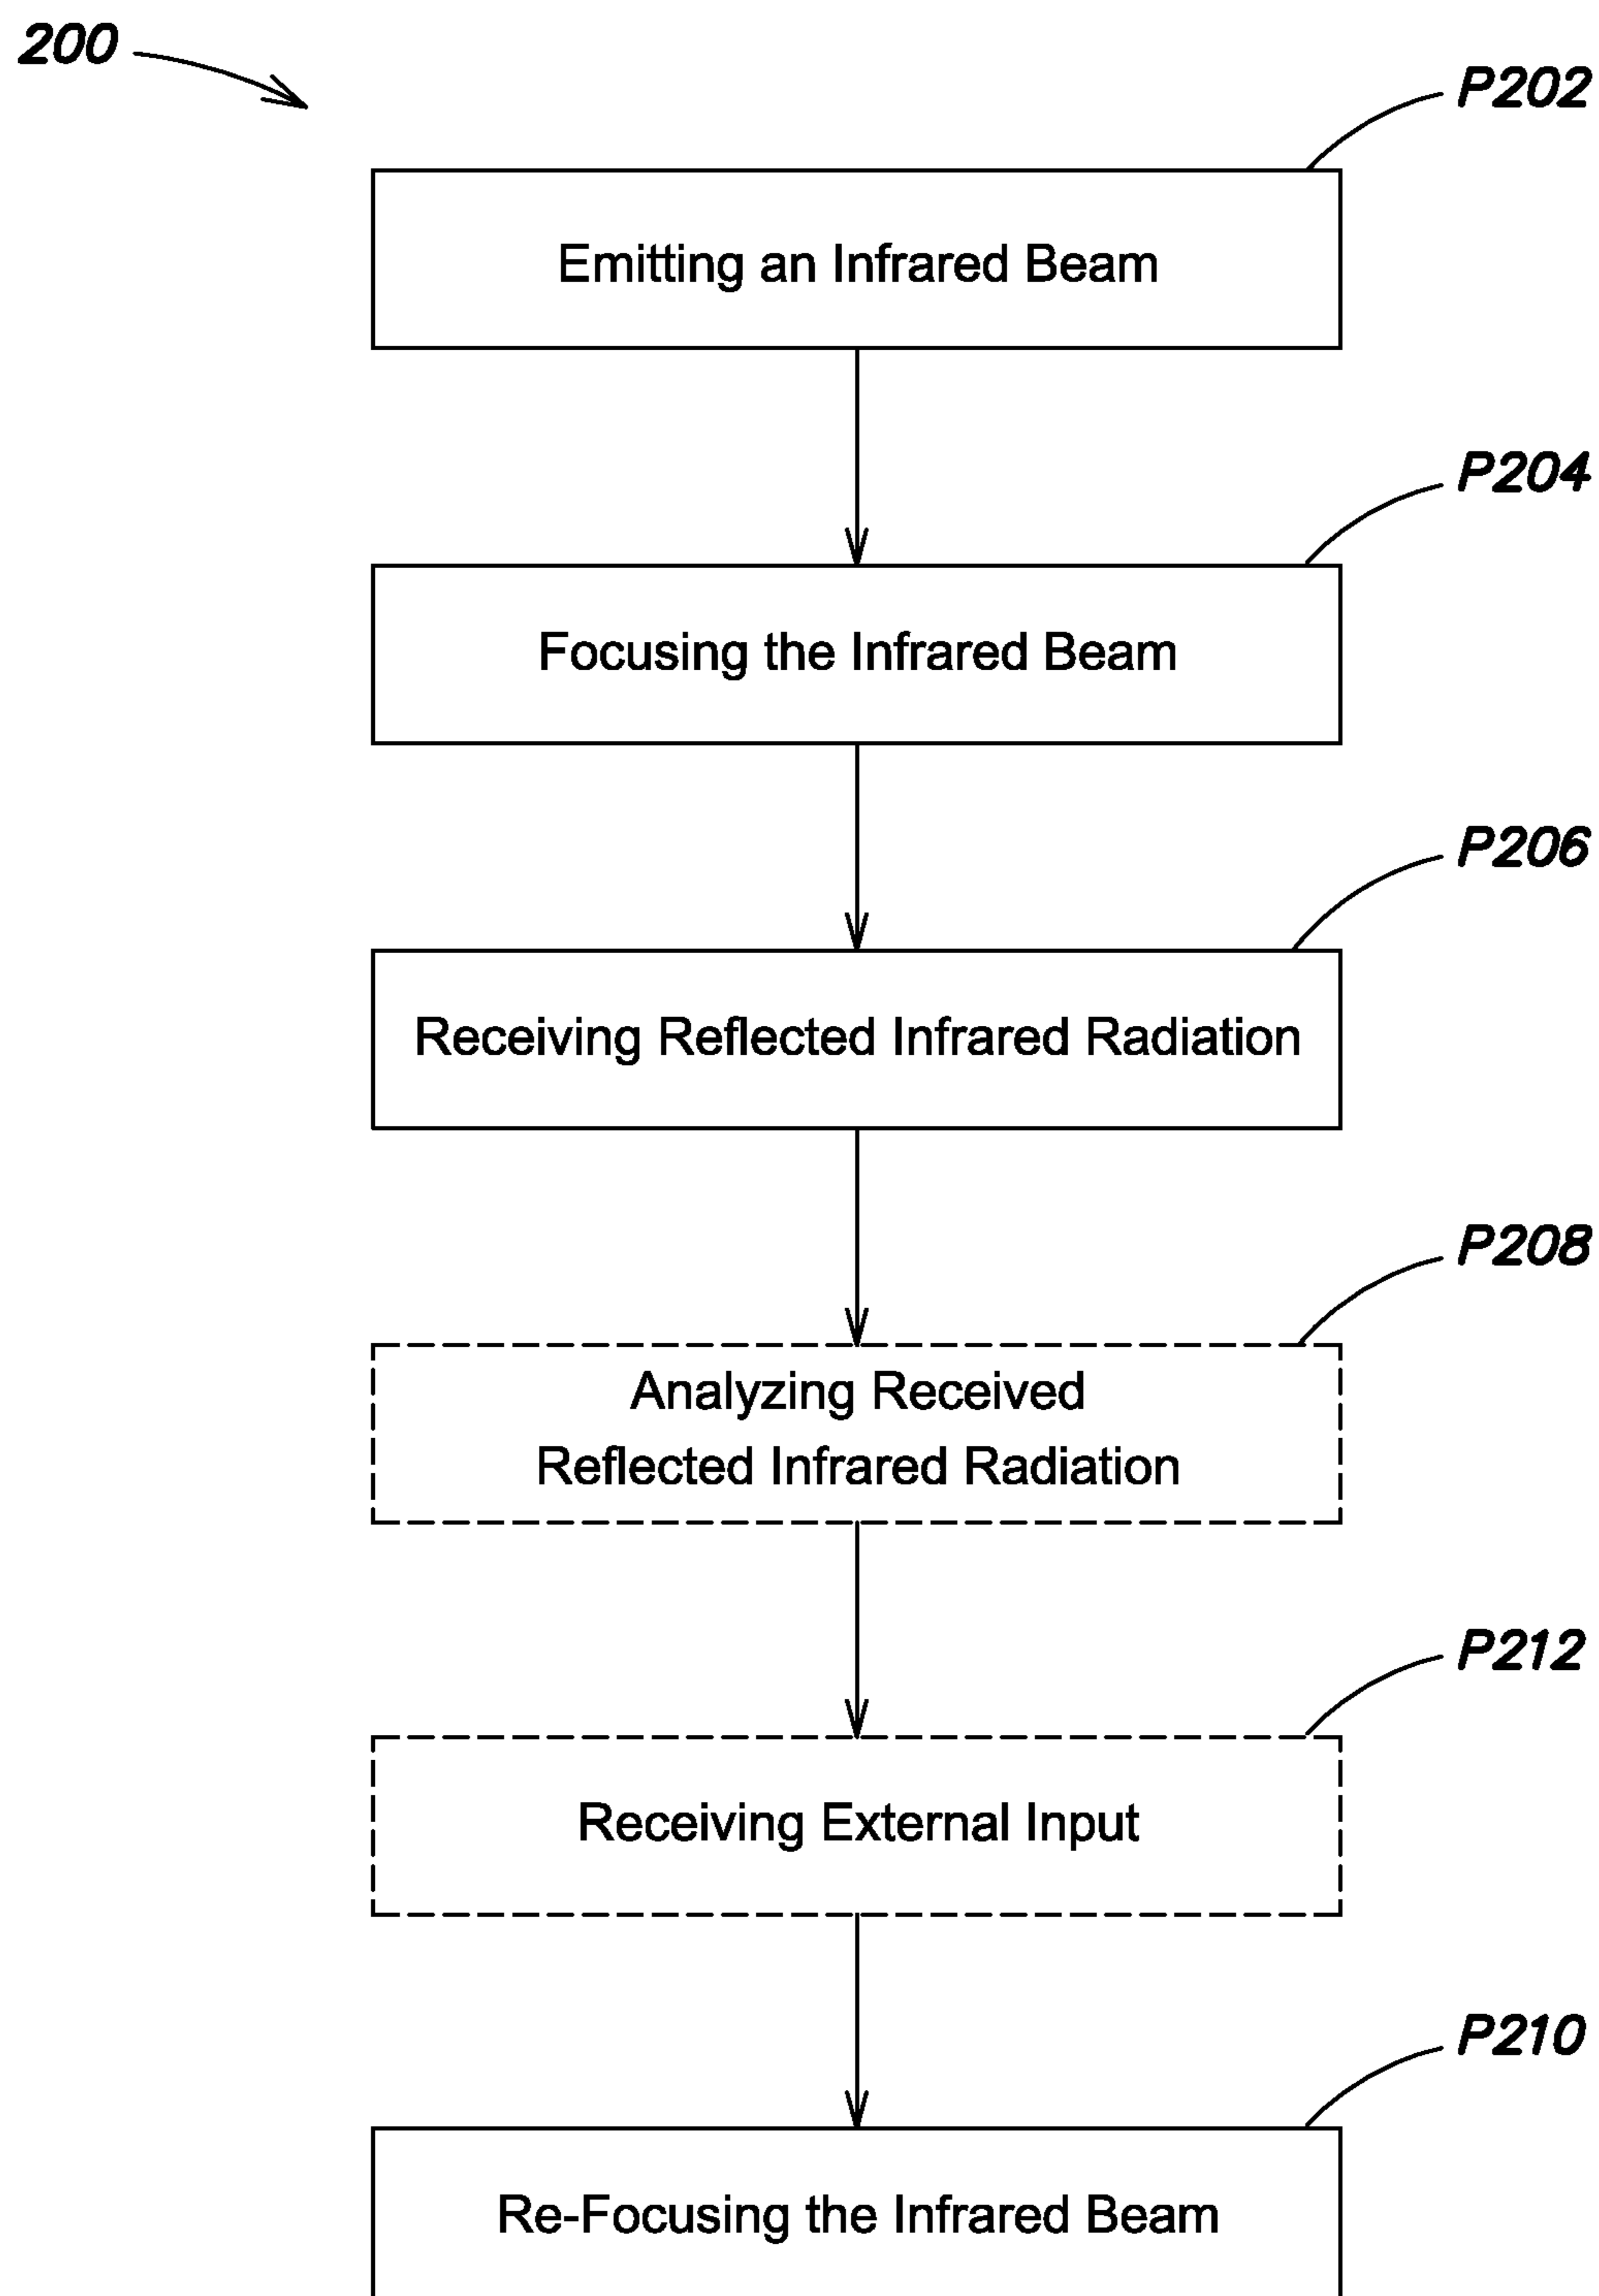 200
P202
Emitting an Infrared Beam
P204
Focusing the Infrared Beam
P206
Receiving Reflected Infrared Radiation
P208
Analyzing Received
Reflected Infrared Radiation
P212
Receiving External Input
P210
Re-Focusing the Infrared Beam